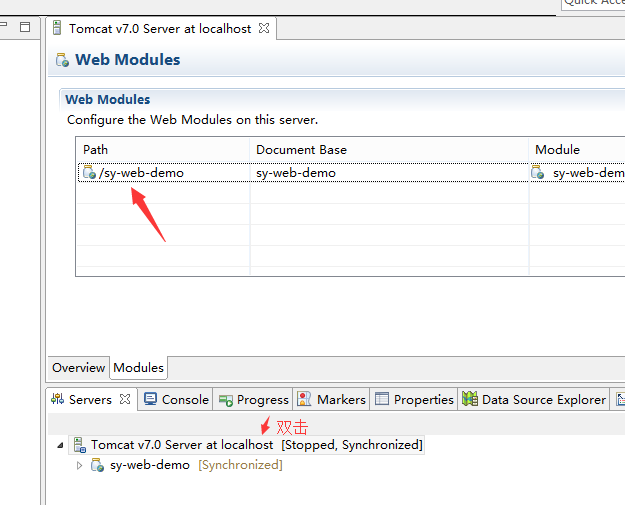 Quick Acce
Tomcat v7.0 Server at localhost
Web Modules
Web Modules
Configure the Web Modules on this server.
Path Document Base Module
/sy-web-demo sy-web-demo sy-web-dem
Overview Modules
Servers Console Progress Markers Properties Data Source Explorer
双击
Tomcat v7.0 Server at localhost [Stopped, Synchronized]
sy-web-demo [Synchronized]